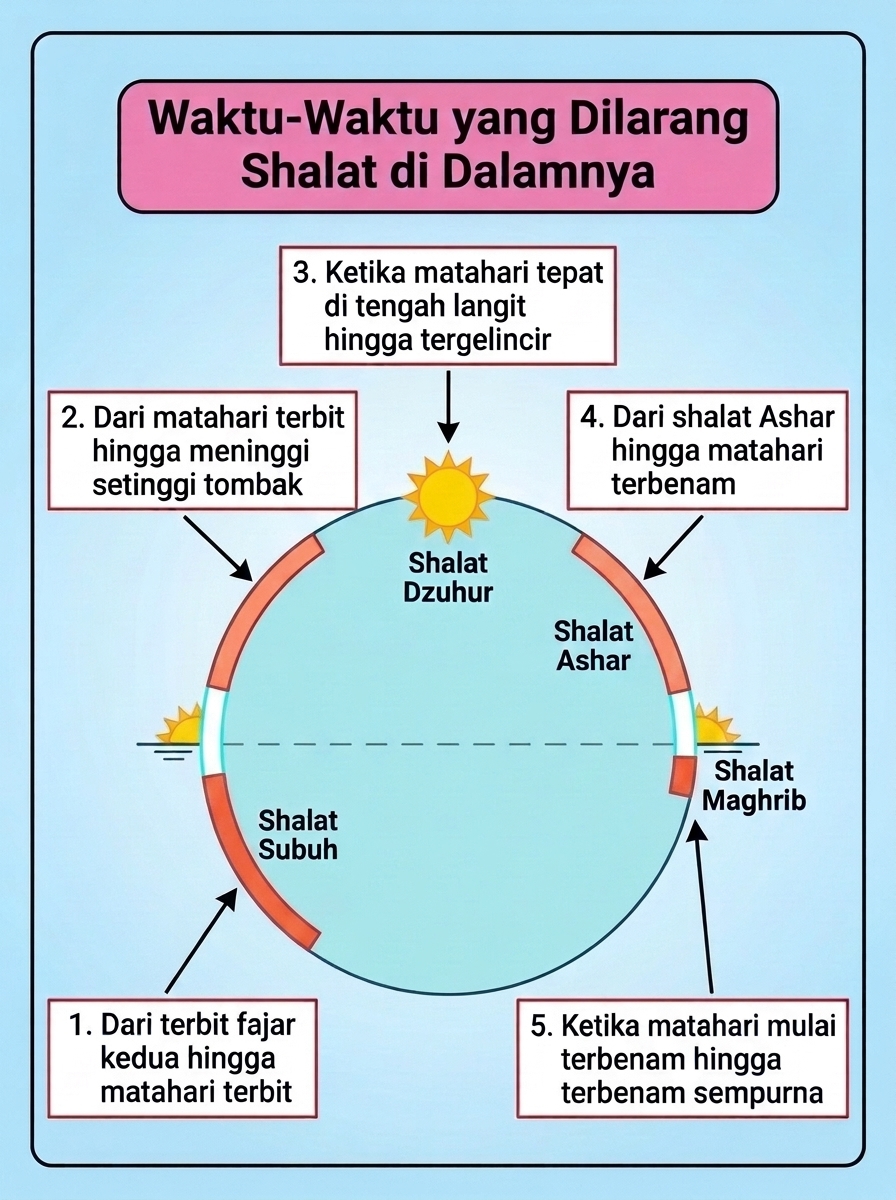 Waktu-Waktu yang Dilarang
Shalat di Dalamnya
3. Ketika matahari tepat
di tengah langit
hingga tergelincir
2. Dari matahari terbit
hingga meninggi
setinggi tombak
4. Dari shalat Ashar
hingga matahari
terbenam
Shalat
Dzuhur
Shalat
Ashar
Shalat
Maghrib
Shalat
Subuh
1. Dari terbit fajar
kedua hingga
matahari terbit
5. Ketika matahari mulai
terbenam hingga
terbenam sempurna